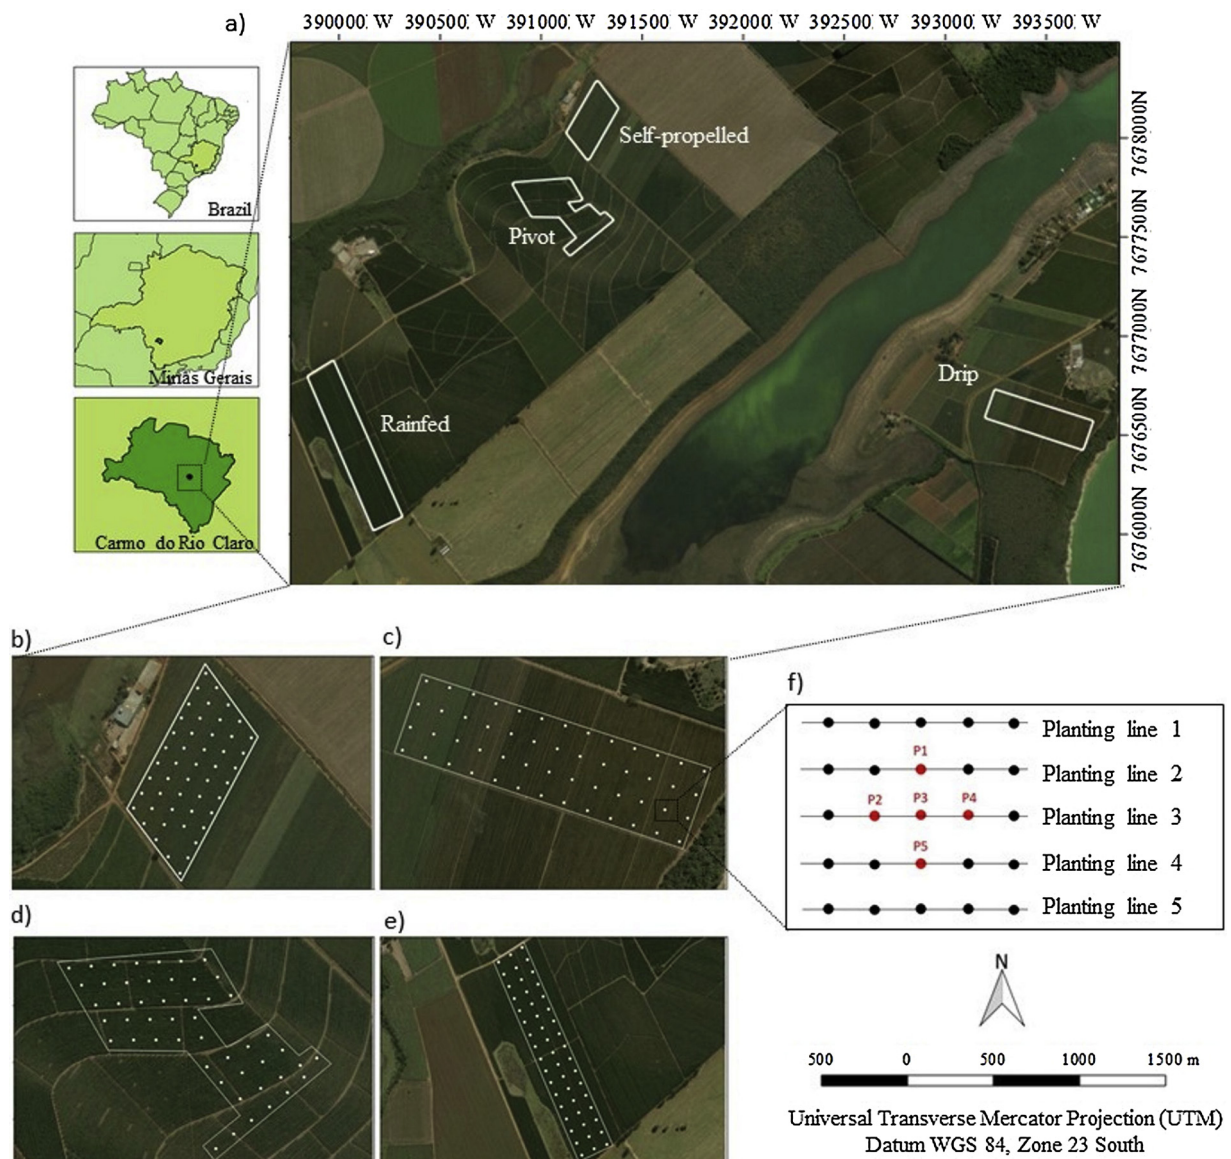 a)
390000 W 390500 W 391000 W 391500 W 392000 W 392500 W 393000 W 393500 W
Brazil
Minas Gerais
Carmo do Rio Claro
Self-propelled
Pivot
Rainfed
Drip
7678000N
7677500N
7677000N
7676500N
7676000N
b)
c)
d)
e)
f)
Planting line 1
P1
Planting line 2
P2 P3 P4
Planting line 3
P5
Planting line 4
Planting line 5
N
500 0 500 1000 1500 m
Universal Transverse Mercator Projection (UTM)
Datum WGS 84, Zone 23 South